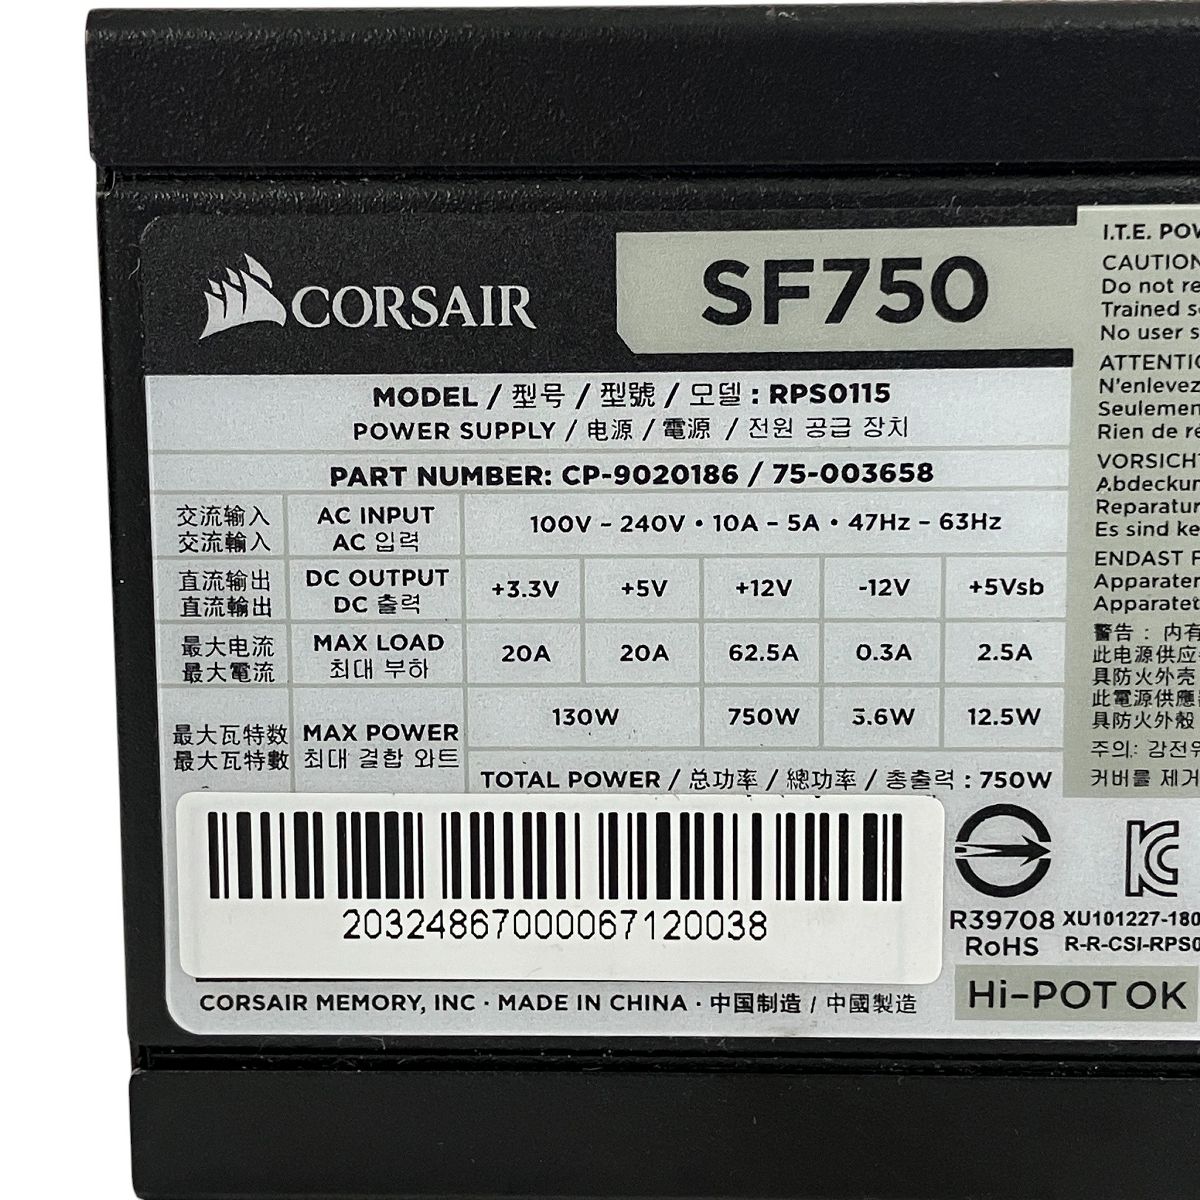 CORSAIR
SF750
MODEL / 型号 / 型號 / 모델 : RPS0115
POWER SUPPLY / 电源 / 電源 / 전원 공급 장치
PART NUMBER: CP-9020186 / 75-003658
交流输入 AC INPUT 100V ~ 240V • 10A – 5A • 47Hz – 63Hz
交流輸入 AC 입력
直流输出 DC OUTPUT +3.3V +5V +12V -12V +5Vsb
直流輸出 DC 출력
最大电流 MAX LOAD 20A 20A 62.5A 0.3A 2.5A
最大電流 최대 부하
最大瓦特数 MAX POWER 130W 750W 3.6W 12.5W
最大瓦特數 최대 결합 와트
TOTAL POWER / 总功率 / 總功率 / 총출력 : 750W
20324867000067120038
CORSAIR MEMORY, INC · MADE IN CHINA · 中国制造 / 中國製造
I.T.E. POW
CAUTION
Do not re
Trained s
No user s
ATTENTIO
N'enlevez
Seulemen
Rien de ré
VORSICHT
Abdeckun
Reparatur
Es sind ke
ENDAST F
Apparaten
Apparatet
警告： 内有
此电源供应
具防火外壳
此電源供應
具防火外殼
주의: 감전우
커버를 제거
R39708
RoHS
XU101227-180
R-R-CSI-RPS0
Hi-POT OK